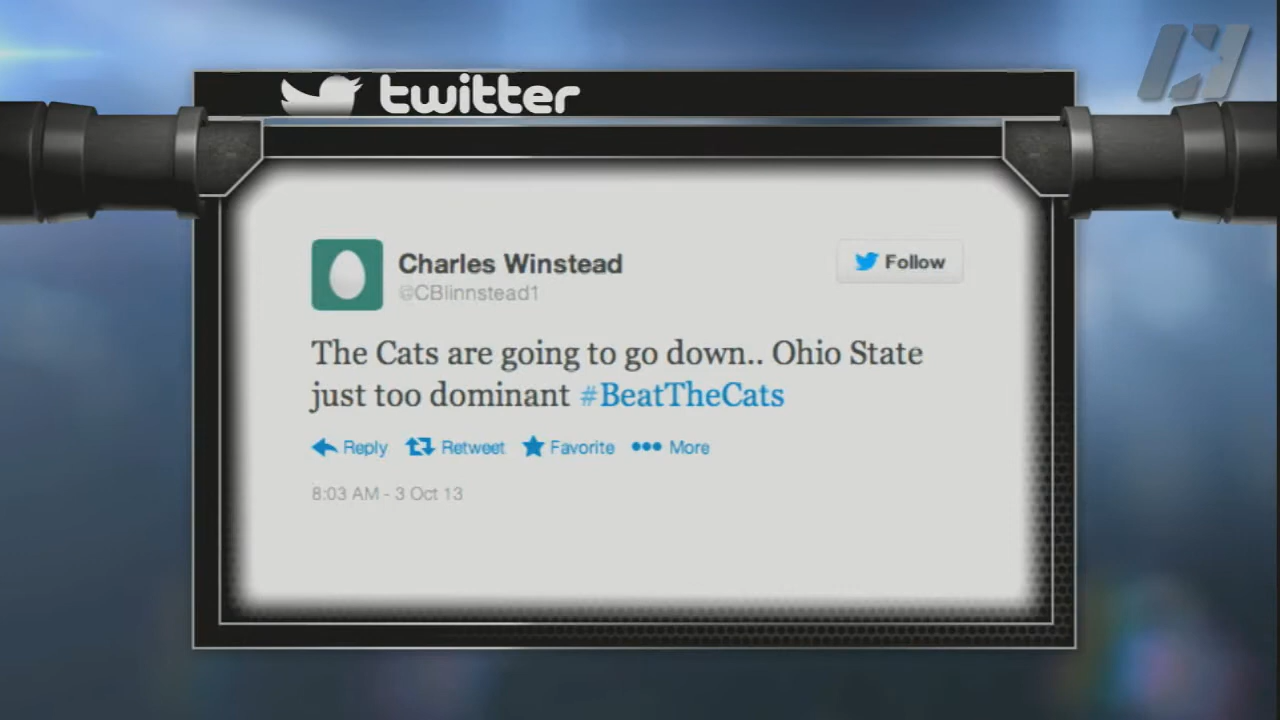 twitter
Charles Winstead
@CBlinnstead1
Follow
The Cats are going to go down.. Ohio State
just too dominant #BeatTheCats
Reply Retweet Favorite More
8:03 AM - 3 Oct 13